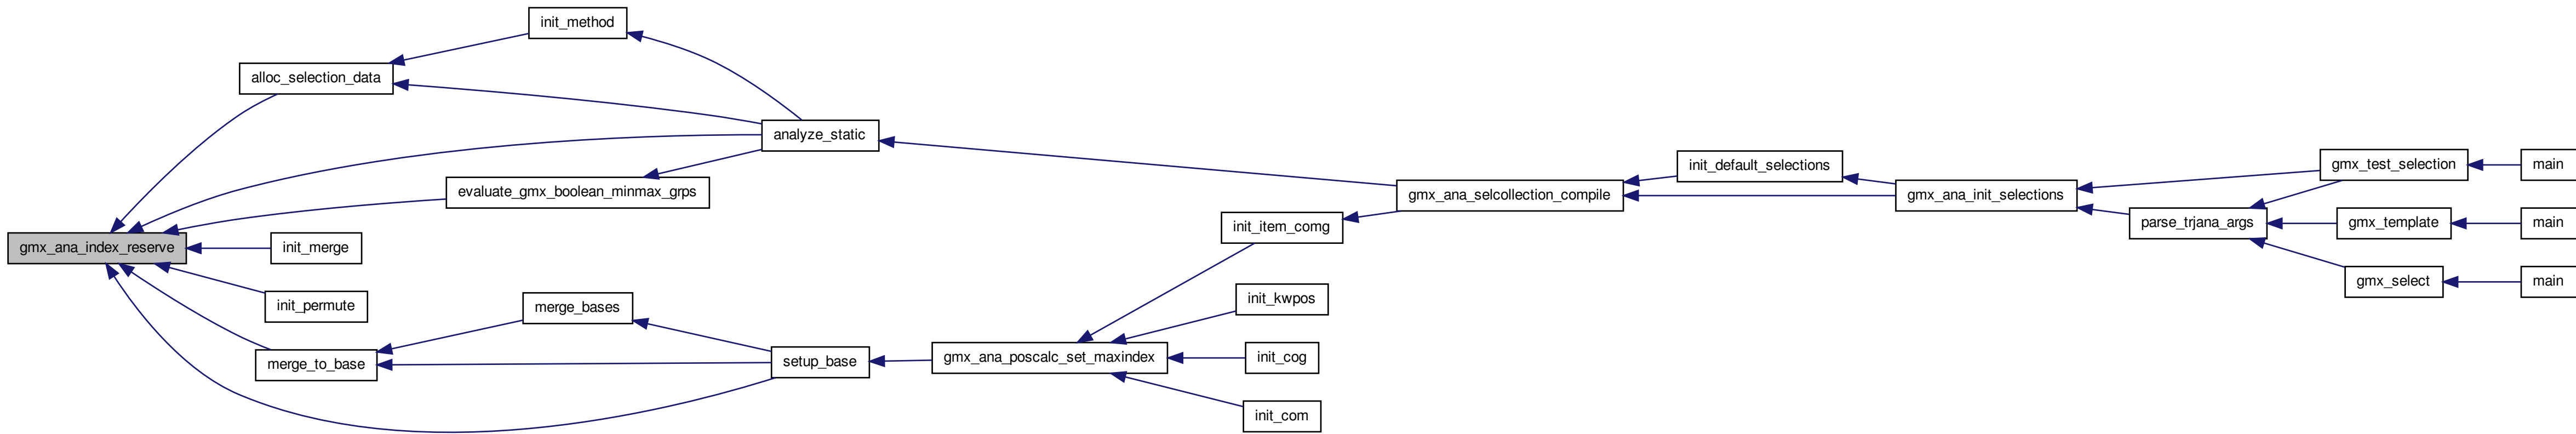 init_method
alloc_selection_data
analyze_static
evaluate_gmx_boolean_minmax_grps
gmx_ana_index_reserve
init_merge
init_permute
merge_bases
merge_to_base
setup_base
gmx_ana_poscalc_set_maxindex
init_item_comg
init_kwpos
init_cog
init_com
gmx_ana_selcollection_compile
init_default_selections
gmx_ana_init_selections
parse_trjana_args
gmx_test_selection
main
gmx_template
main
gmx_select
main